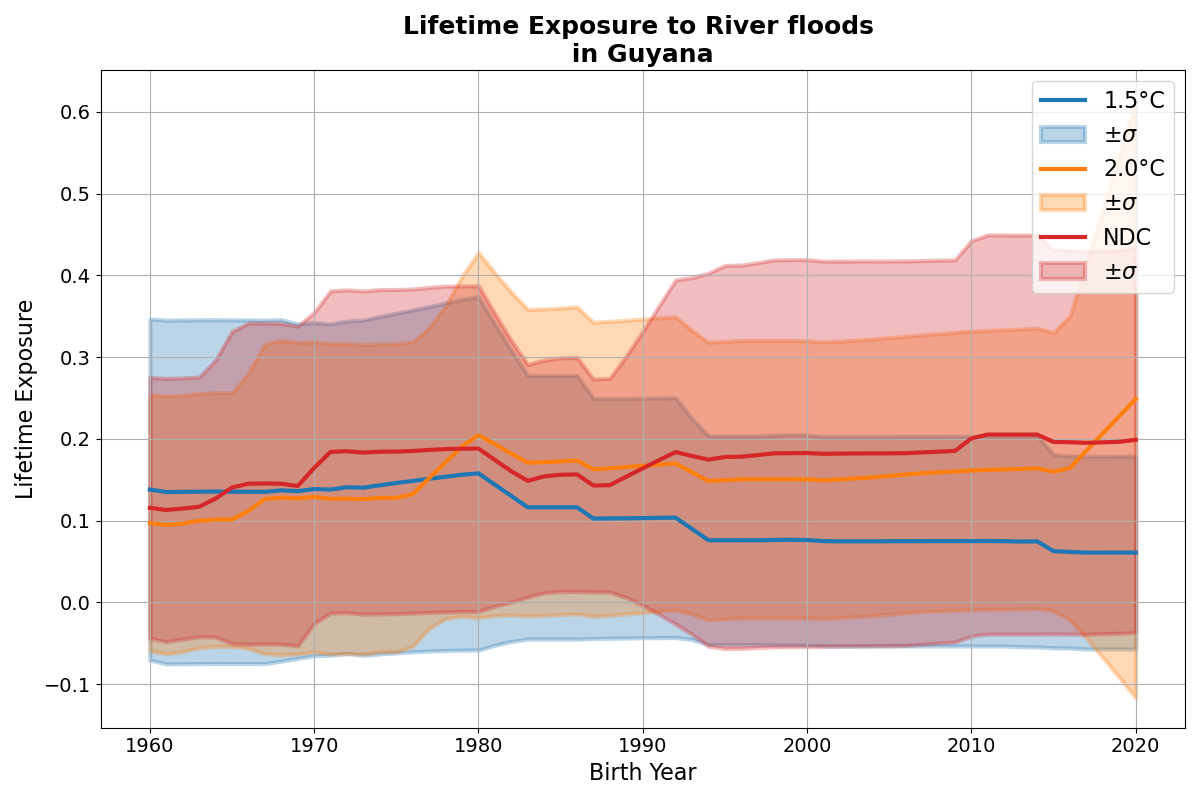 Lifetime Exposure to River floods
in Guyana
Lifetime Exposure
0.6
0.5
0.4
0.3
0.2
0.1
0.0
−0.1
1960
1970
1980
1990
2000
2010
2020
Birth Year
1.5°C
±σ
2.0°C
±σ
NDC
±σ